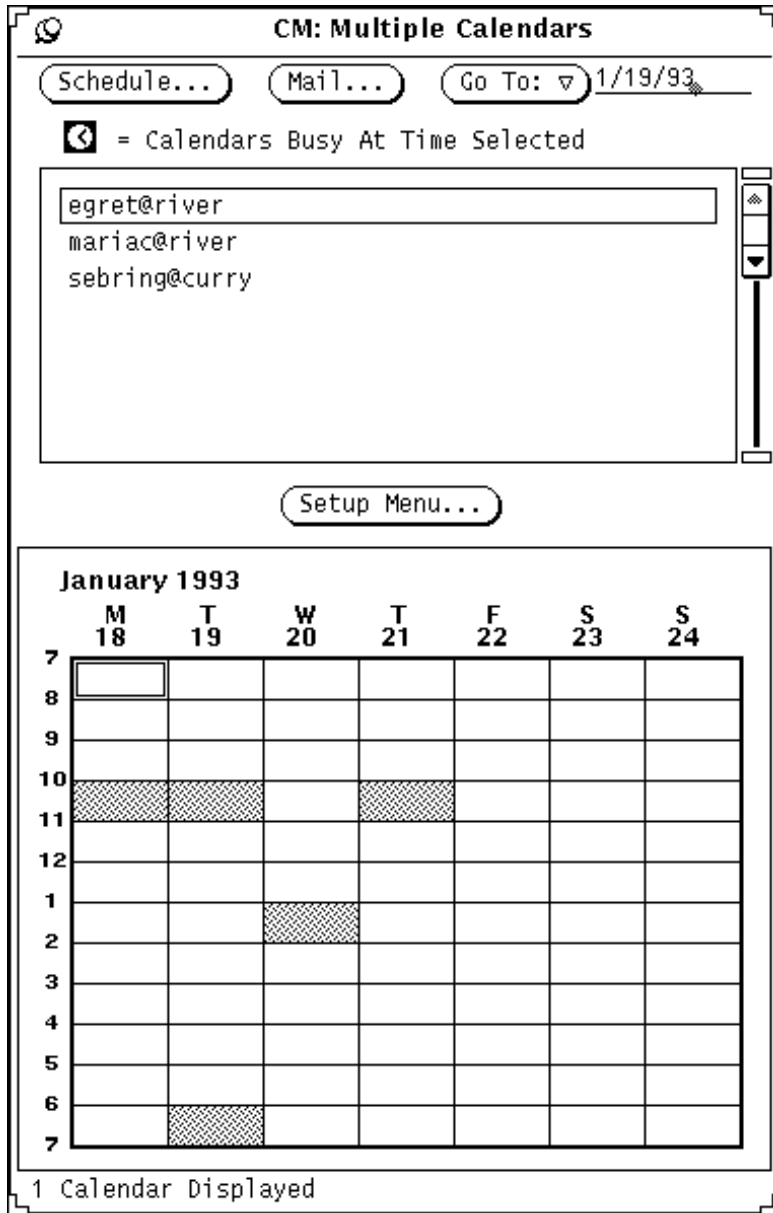 CM: Multiple Calendars
Schedule... Mail... Go To: 1/19/93
= Calendars Busy At Time Selected
egret@river
mariac@river
sebring@curry
Setup Menu...
January 1993
M T W T F S S
18 19 20 21 22 23 24
7
8
9
10
11
12
1
2
3
4
5
6
7
1 Calendar Displayed